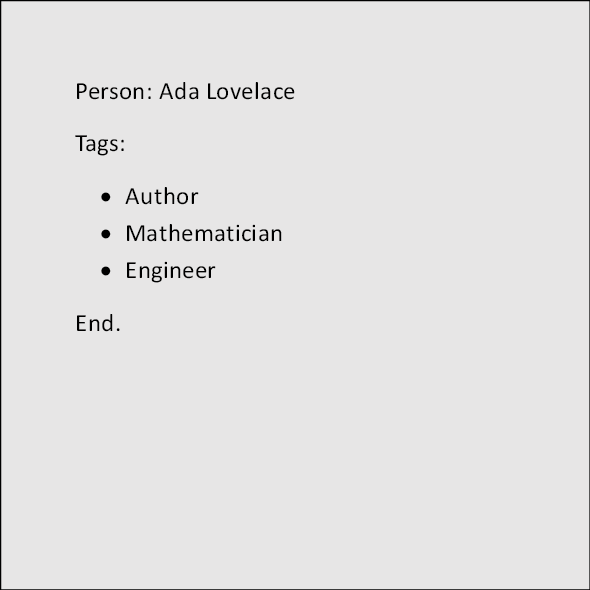 Person: Ada Lovelace
Tags:
• Author
• Mathematician
• Engineer
End.